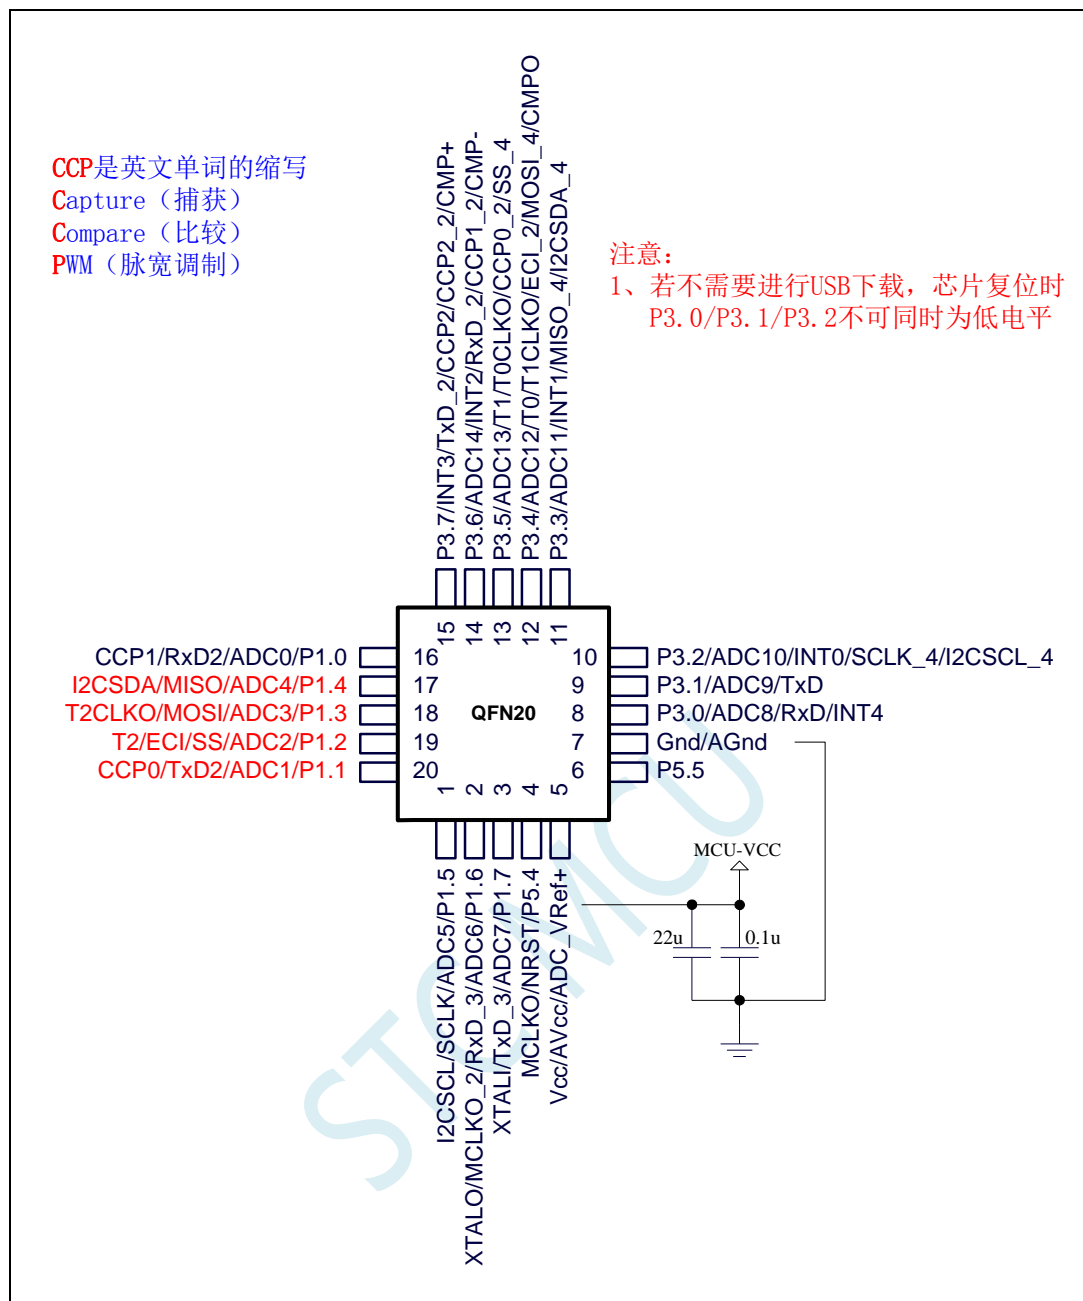 CCP是英文单词的缩写
Capture（捕获）
Compare（比较）
PWM（脉宽调制）
注意：
1、若不需要进行USB下载，芯片复位时
P3.0/P3.1/P3.2不可同时为低电平
P3.7/INT3/TxD_2/CCP2/CCP2_2/CMP+
P3.6/ADC14/INT2/RxD_2/CCP1_2/CMP-
P3.5/ADC13/T1/T0CLKO/CCP0_2/SS_4
P3.4/ADC12/T0/T1CLKO/ECI_2/MOSI_4/CMPO
P3.3/ADC11/INT1/MISO_4/I2CSDA_4
15
14
13
12
11
CCP1/RxD2/ADC0/P1.0
16
I2CSDA/MISO/ADC4/P1.4
17
T2CLKO/MOSI/ADC3/P1.3
18
T2/ECI/SS/ADC2/P1.2
19
CCP0/TxD2/ADC1/P1.1
20
QFN20
10
P3.2/ADC10/INT0/SCLK_4/I2CSCL_4
9
P3.1/ADC9/TxD
8
P3.0/ADC8/RxD/INT4
7
Gnd/AGnd
6
P5.5
1
2
3
4
5
I2CSCL/SCLK/ADC5/P1.5
XTALO/MCLKO_2/RxD_3/ADC6/P1.6
XTALI/TxD_3/ADC7/P1.7
MCLKO/NRST/P5.4
Vcc/AVcc/ADC_VRef+
MCU-VCC
22u
0.1u
STC MCU